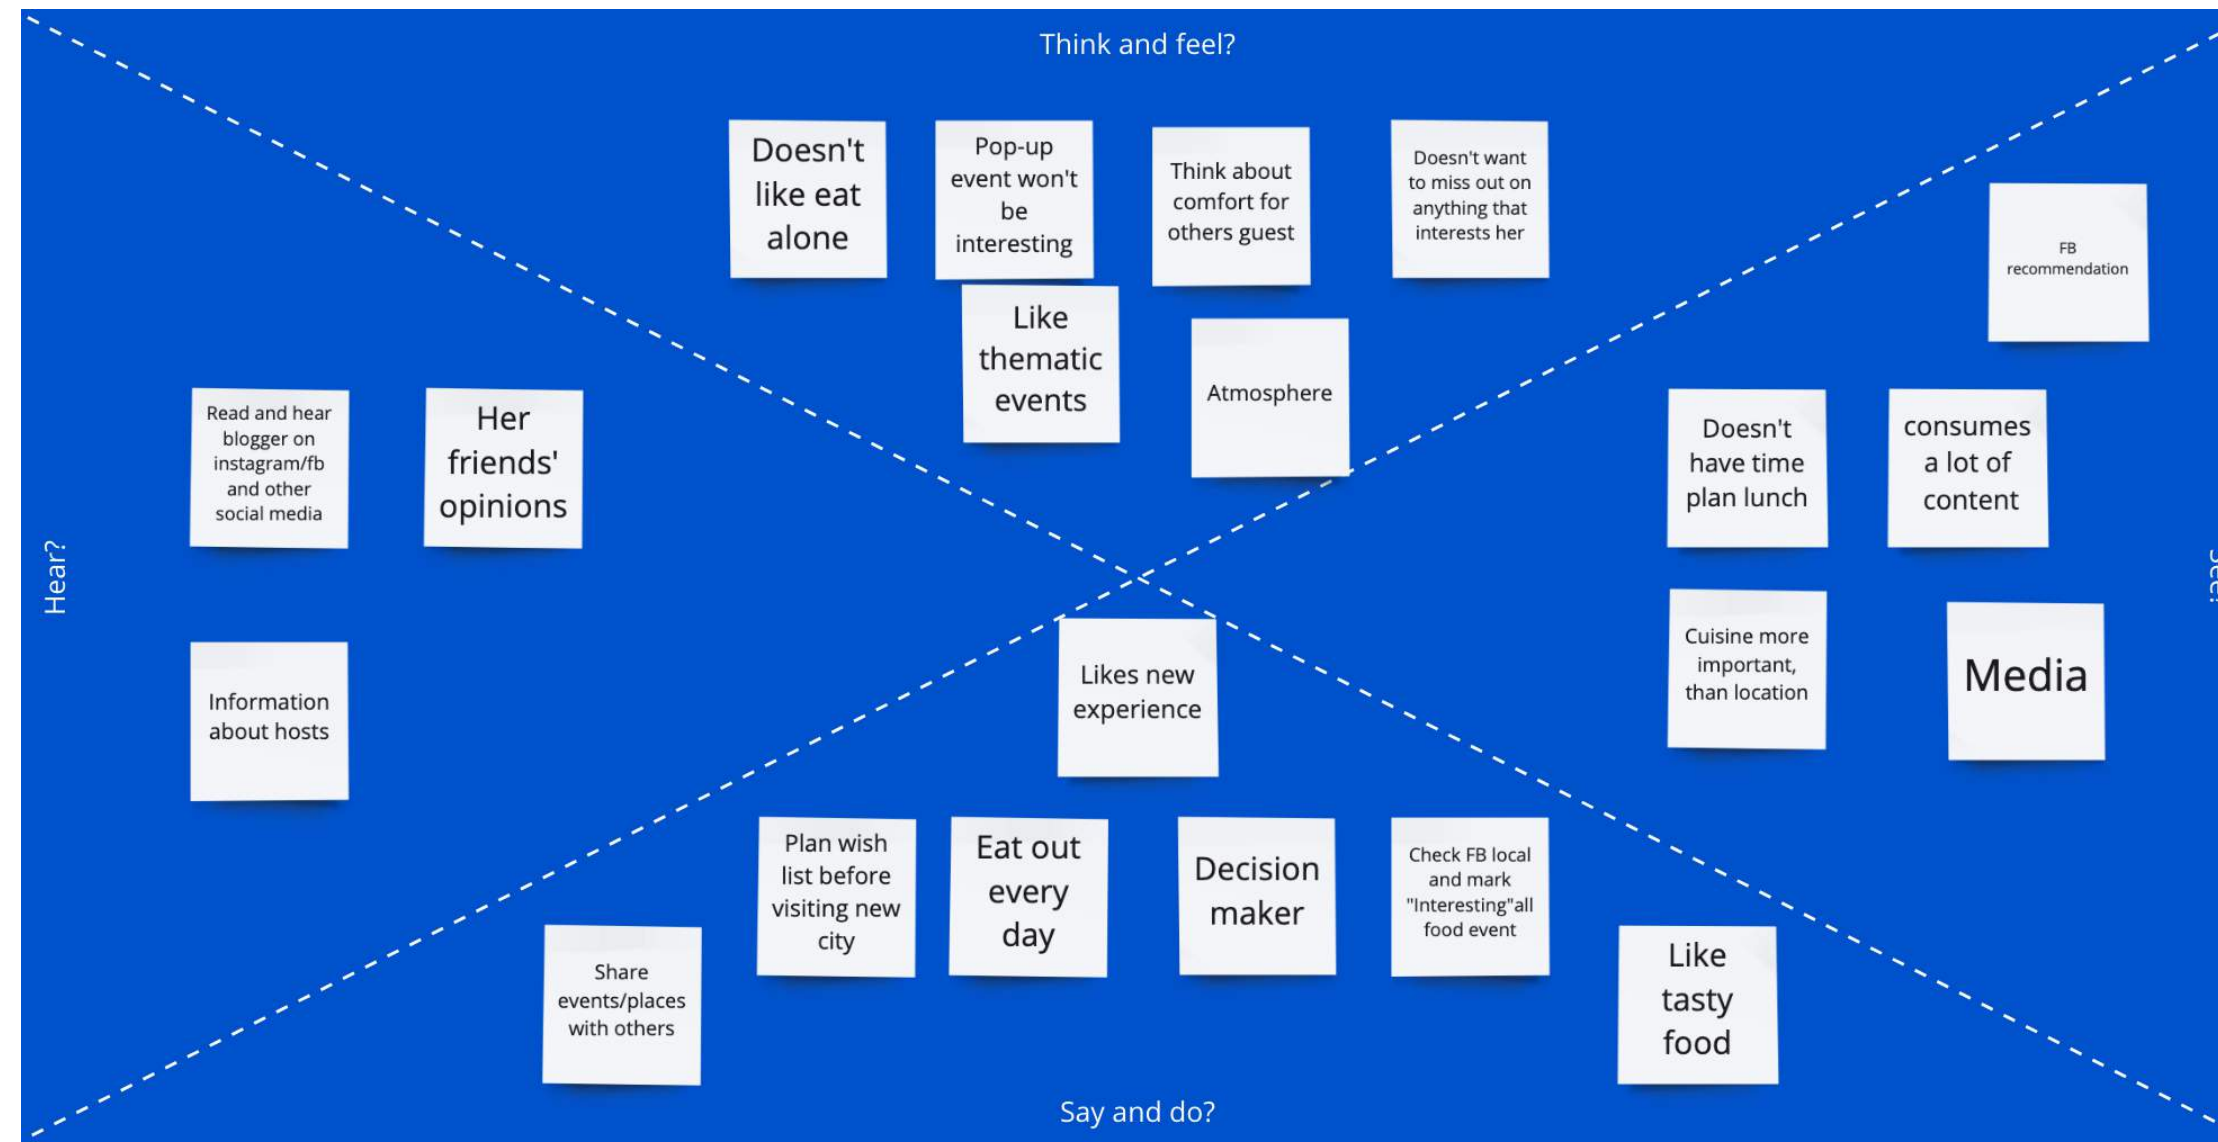 Think and feel?
Doesn't
like eat
alone
Pop-up
event won't
be
interesting
Think about
comfort for
others guest
Doesn't want
to miss out on
anything that
interests her
Like
thematic
events
Atmosphere
Hear?
Read and hear
blogger on
instagram/fb
and other
social media
Her
friends'
opinions
Information
about hosts
FB
recommendation
Doesn't
have time
plan lunch
consumes
a lot of
content
Cuisine more
important,
than location
Media
Likes new
experience
Plan wish
list before
visiting new
city
Eat out
every
day
Decision
maker
Check FB local
and mark
"Interesting"all
food event
Share
events/places
with others
Like
tasty
food
Say and do?